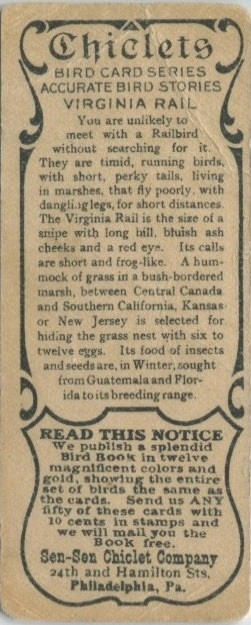 Chiclets
BIRD CARD SERIES
ACCURATE BIRD STORIES
VIRGINIA RAIL
You are unlikely to
meet with a Railbird
without searching for it.
They are timid, running birds,
with short, perky tails, living
in marshes, that fly poorly, with
dangling legs, for short distances
The Virginia Rail is the size of a
snipe with long bill, bluish ash
cheeks and a red eye. Its calls
are short and frog-like. A hum-
mock of grass in a bush-bordered
marsh, between Central Canada
and Southern California, Kansas
or New Jersey is selected for
hiding the grass nest with six to
twelve eggs. Its food of insects
and seeds are, in Winter, sought
from Guatemala and Flor-
ida to its breeding range.
READ THIS NOTICE
We publish a splendid
Bird Book in twelve
magnificent colors and
gold, showing the entire
set of birds the same as
the cards. Send us ANY
fifty of these cards with
10 cents in stamps and
we will mail you the
Book free.
Sen-Sen Chiclet Company
24th and Hamilton Sts,
Philadelphia, Pa.